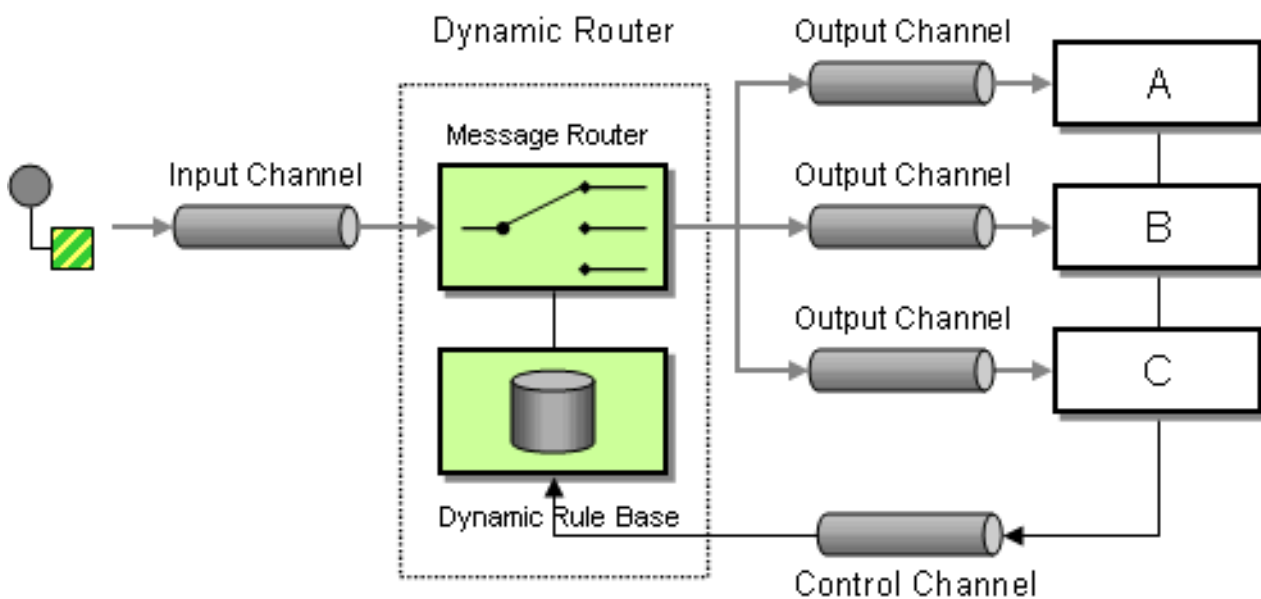 Dynamic Router
Output Channel
A
Message Router
Input Channel
Output Channel
B
Output Channel
C
Dynamic Rule Base
Control Channel